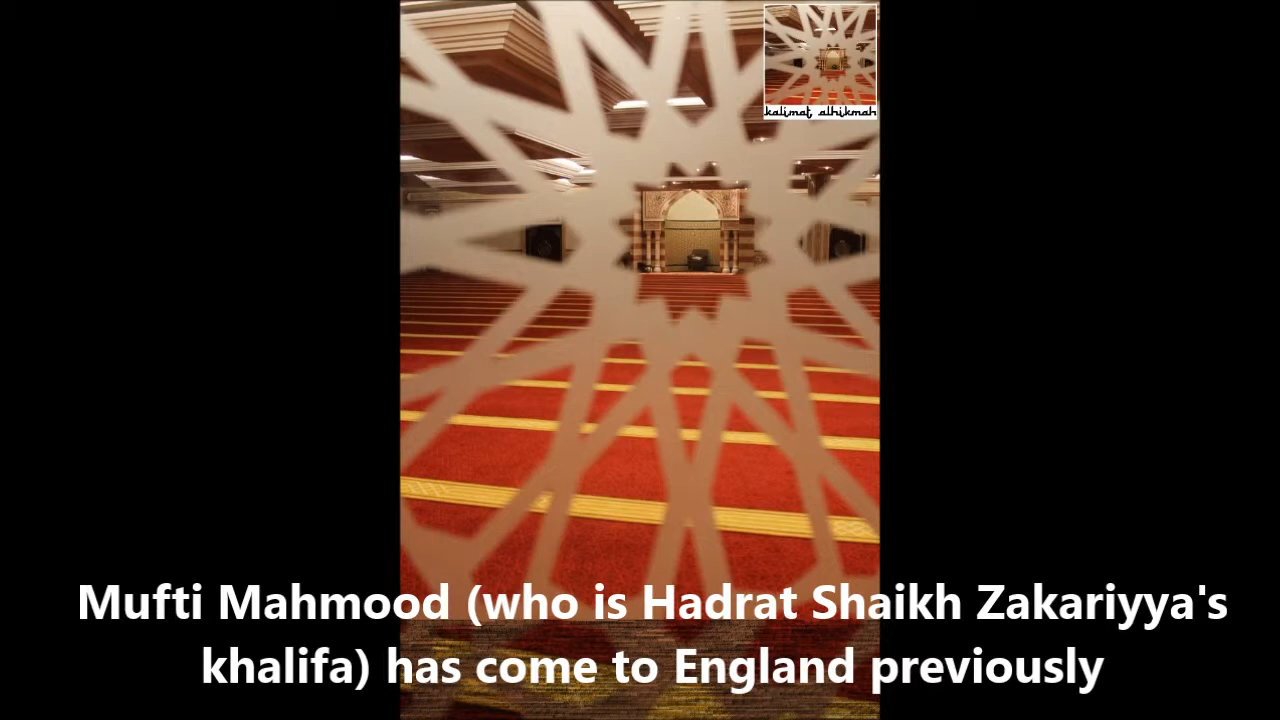 kalimat alhikmah
Mufti Mahmood (who is Hadrat Shaikh Zakariyya's
khalifa) has come to England previously